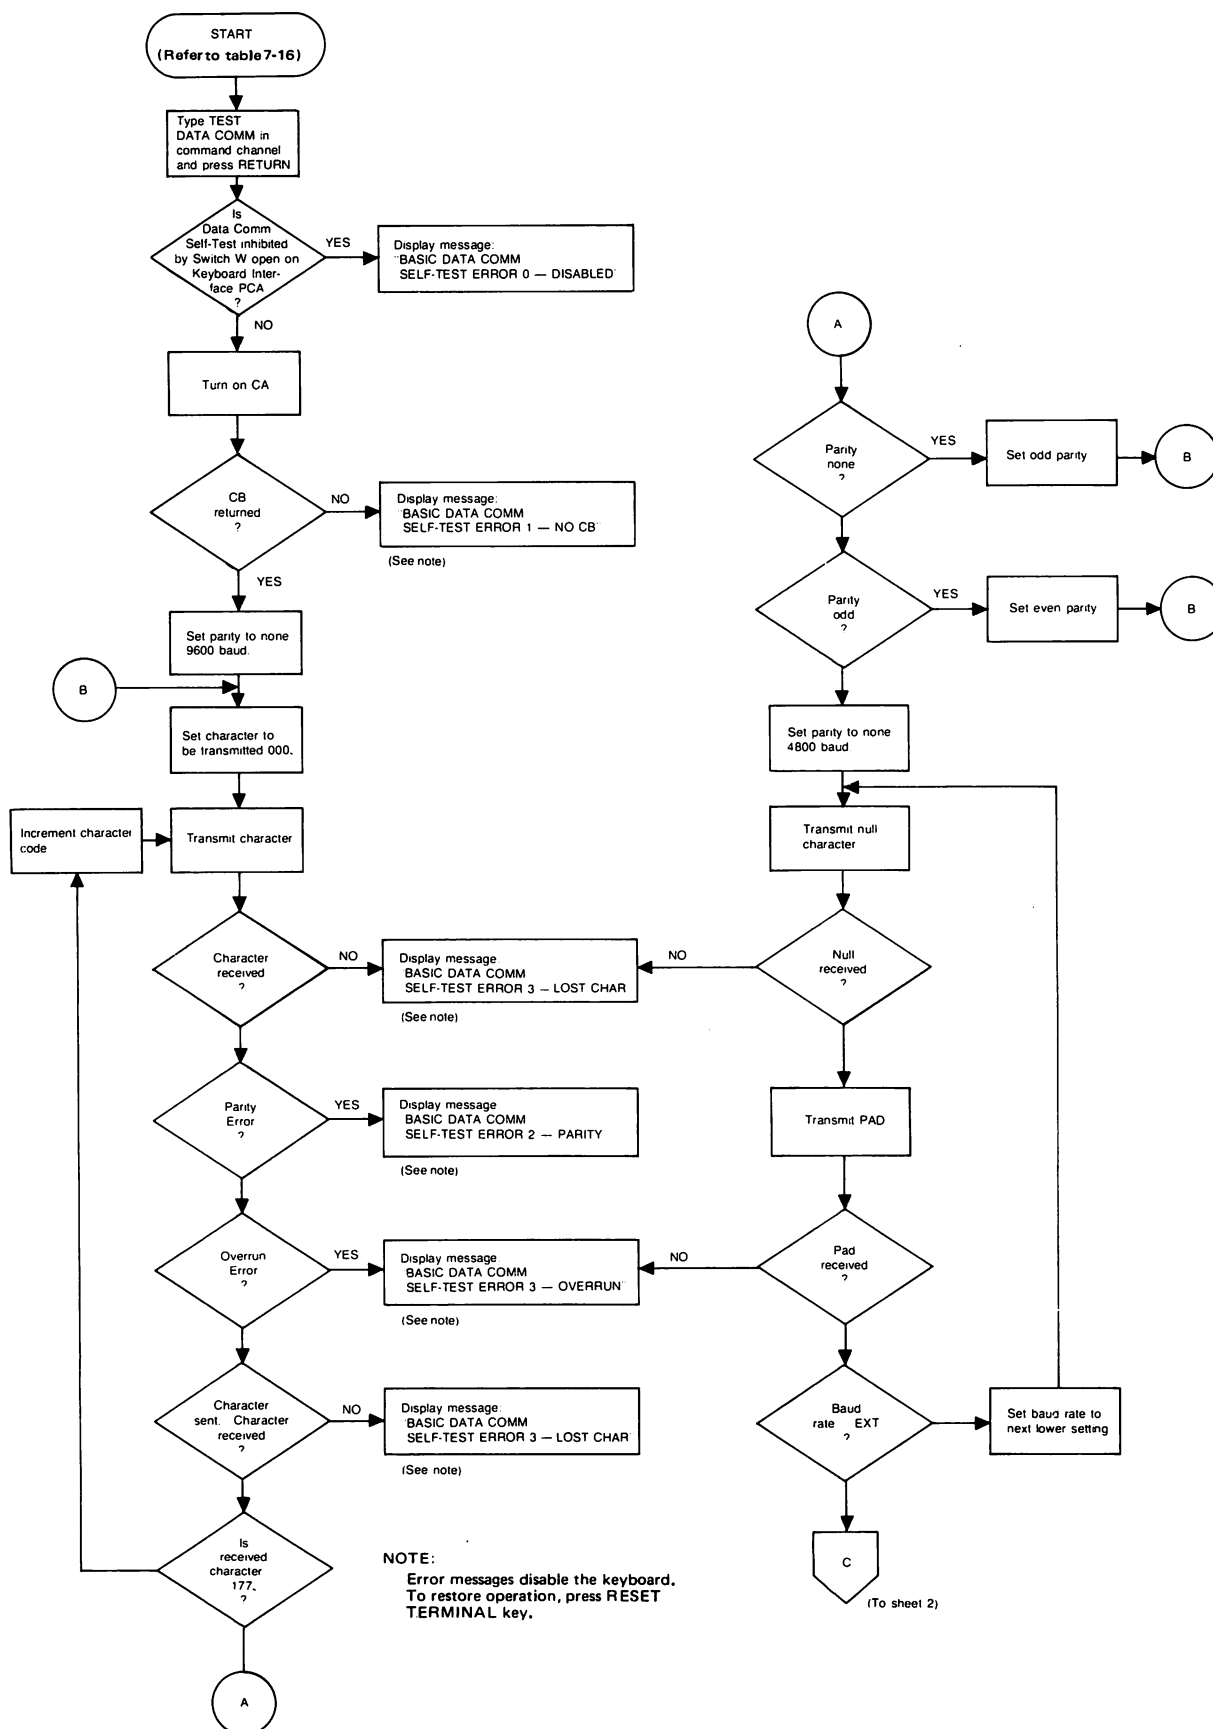 START
(Refer to table 7-16)
Type TEST
DATA COMM in
command channel
and press RETURN
Is
Data Comm
Self-Test inhibited
by Switch W open on
Keyboard Inter-
face PCA
?
YES
Display message:
"BASIC DATA COMM
SELF-TEST ERROR 0 — DISABLED"
NO
Turn on CA
CB
returned
?
NO
Display message:
"BASIC DATA COMM
SELF-TEST ERROR 1 — NO CB"
(See note)
YES
Set parity to none
9600 baud.
B
Set character to
be transmitted 000.
Increment character
code
Transmit character
Character
received
?
NO
Display message
BASIC DATA COMM
SELF-TEST ERROR 3 — LOST CHAR
(See note)
Parity
Error
?
YES
Display message
BASIC DATA COMM
SELF-TEST ERROR 2 — PARITY
(See note)
Overrun
Error
?
YES
Display message
"BASIC DATA COMM
SELF-TEST ERROR 3 — OVERRUN"
(See note)
Character
sent. Character
received
?
NO
Display message:
"BASIC DATA COMM
SELF-TEST ERROR 3 — LOST CHAR"
(See note)
Is
received
character
177.
?
A
NOTE:
Error messages disable the keyboard.
To restore operation, press RESET
TERMINAL key.
A
Parity
none
?
YES
Set odd parity
B
Parity
odd
?
YES
Set even parity
B
Set parity to none
4800 baud
Transmit null
character
Null
received
?
NO
Transmit PAD
Pad
received
?
NO
Baud
rate EXT
?
Set baud rate to
next lower setting
C
(To sheet 2)